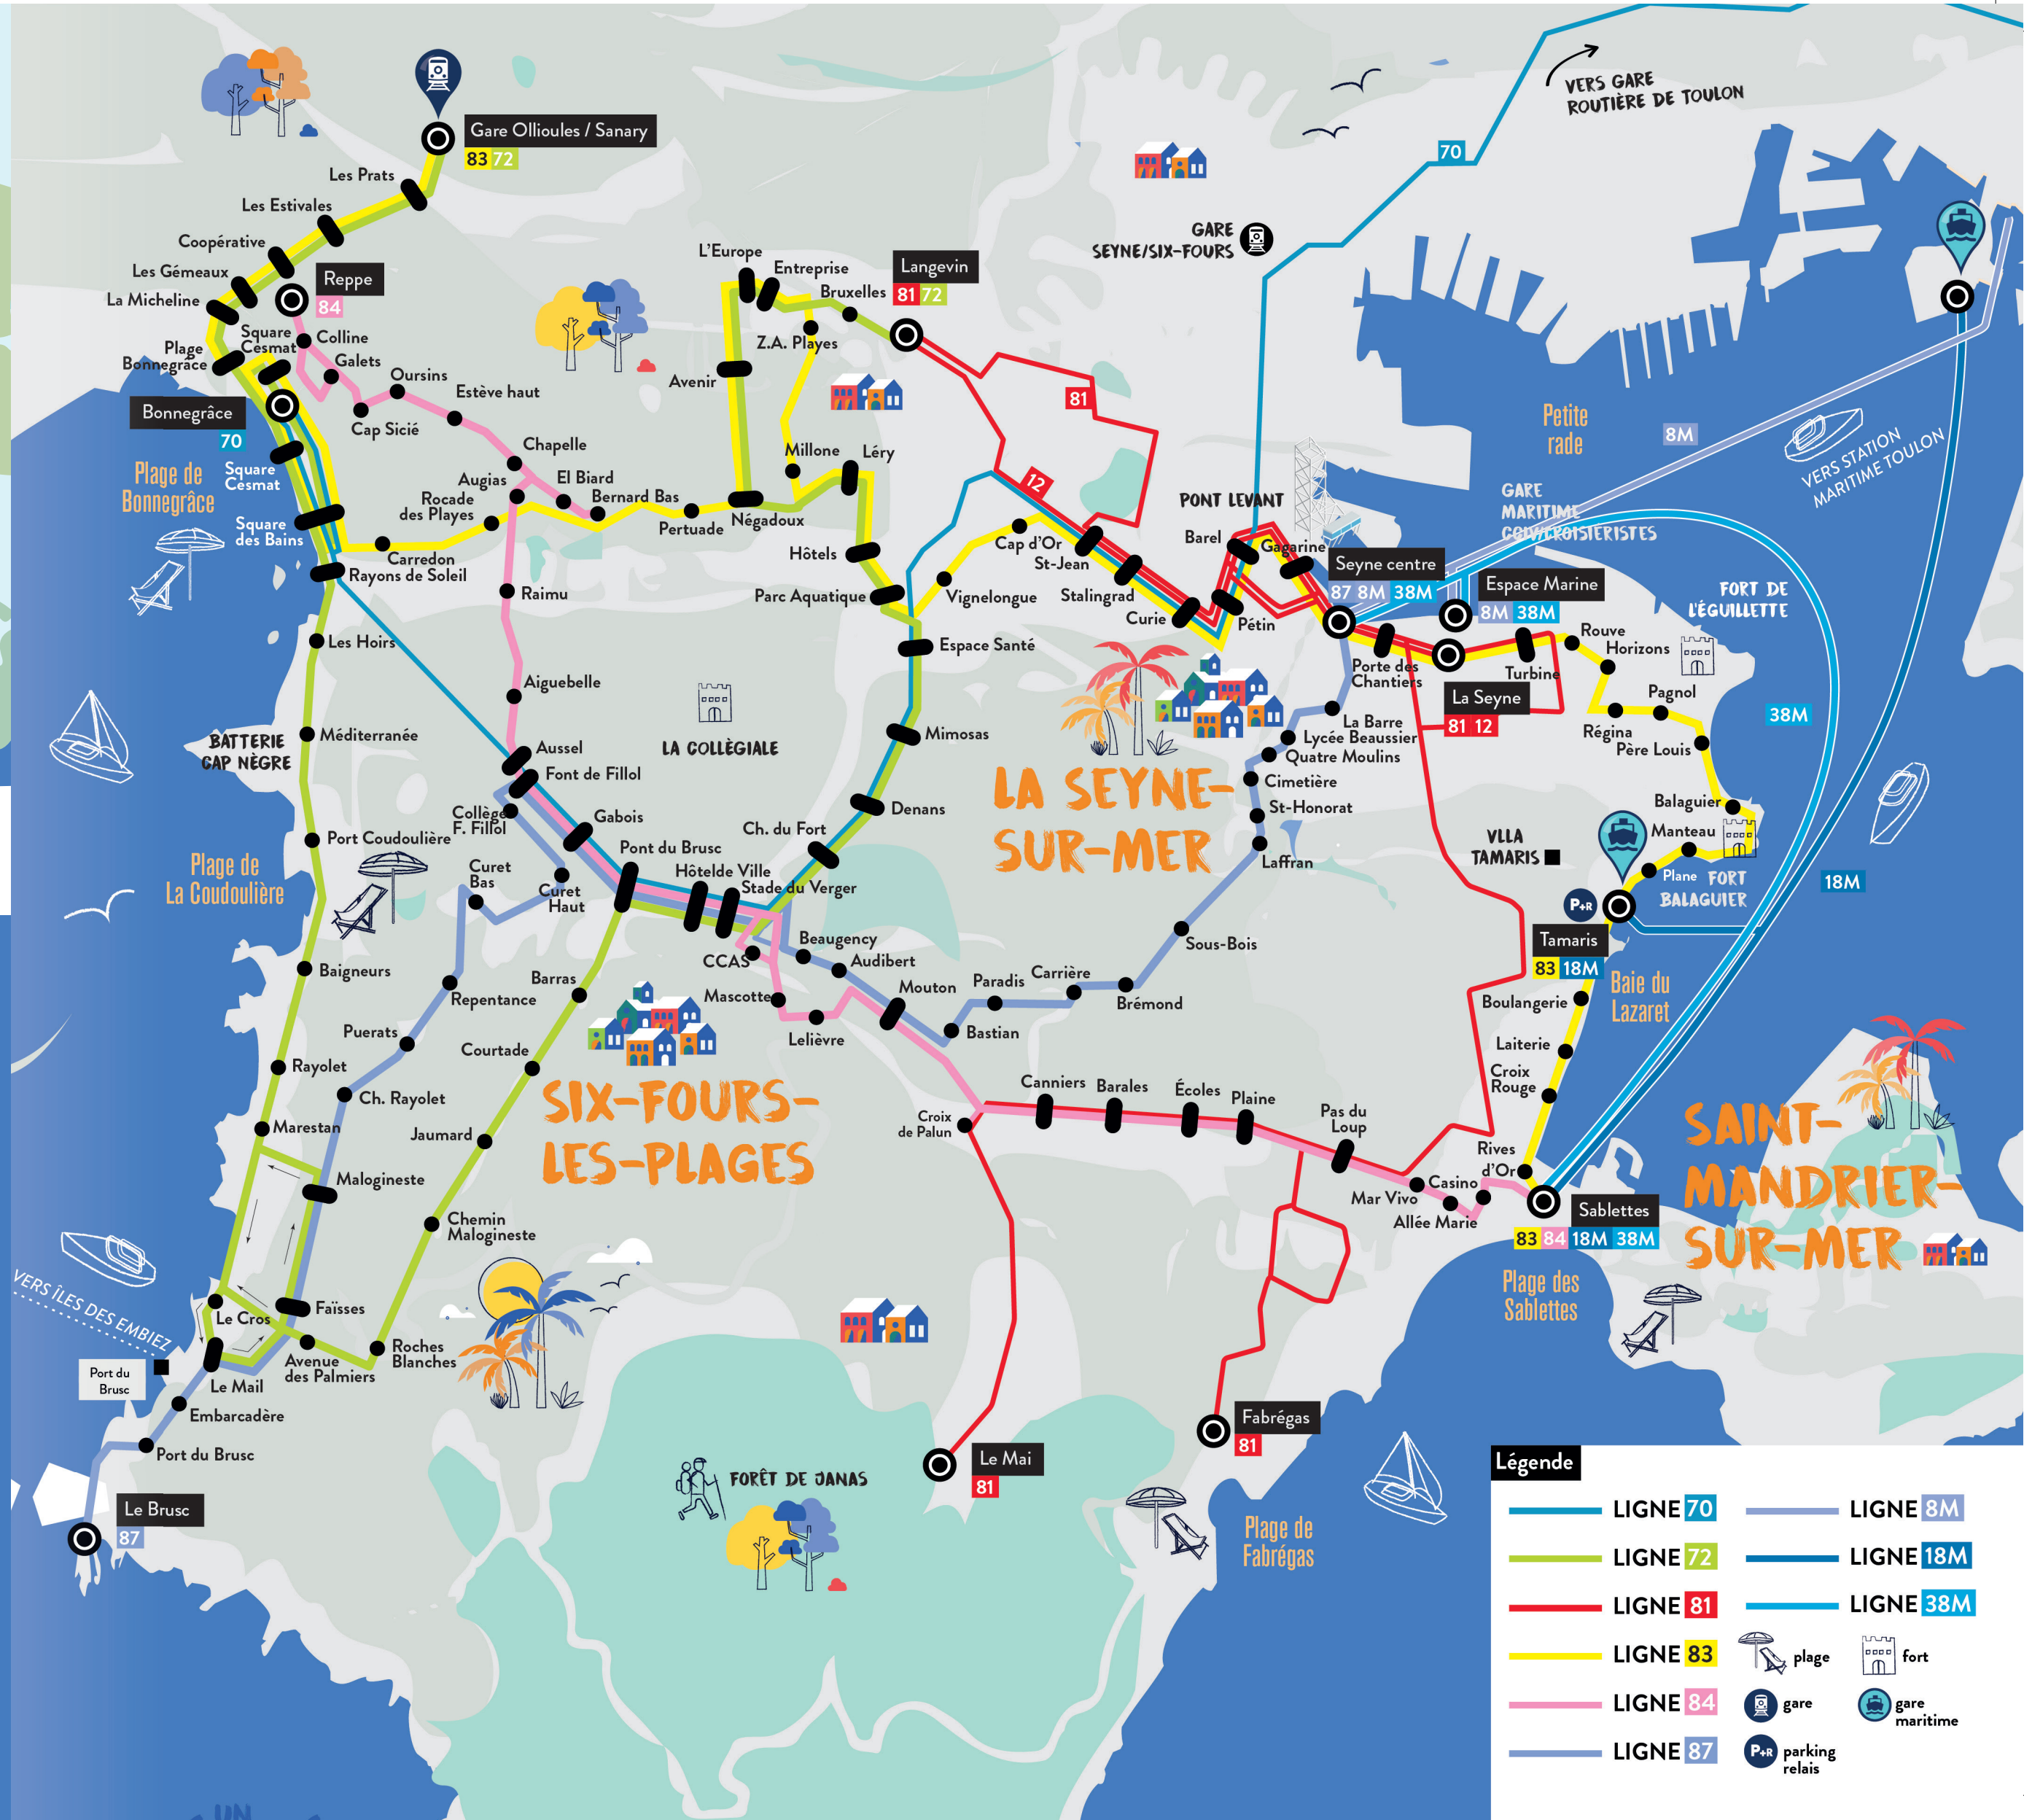 VERS GARE
ROUTIÈRE DE TOULON
Gare Ollioules / Sanary
83 72
70
Les Prats
Les Estivales
Coopérative
Les Gémeaux
La Micheline
Reppe
84
GARE
SEYNE/SIX-FOURS
L'Europe
Entreprise
Bruxelles
Langevin
81 72
Z.A. Playes
Avenir
81
Square
Cesmat
Colline
Galets
Plage
Bonnegrâce
Oursins
Estève haut
Cap Sicié
Bonnegrâce
70
Petite
rade
8M
VERS STATION
MARITIME TOULON
Plage de
Bonnegrâce
Square
Cesmat
Chapelle
Augias
El Biard
Rocade
des Playes
Bernard Bas
Pertuade
Négadoux
Millone
Léry
12
PONT LEVANT
GARE
MARITIME
COIV/CROISIÉRISTES
Square
des Bains
Carredon
Rayons de Soleil
Hôtels
Cap d'Or
St-Jean
Barel
Gagarine
Seyne centre
87 8M 38M
Espace Marine
8M 38M
FORT DE
L'ÉGUILLETTE
Raimu
Parc Aquatique
Vignelongue
Stalingrad
Curie
Pétin
Les Hoirs
Espace Santé
Porte des
Chantiers
Turbine
Rouve
Horizons
La Seyne
81 12
Pagnol
Régina
Père Louis
38M
Aiguebelle
BATTERIE
CAP NÈGRE
Méditerranée
LA COLLÈGIALE
Aussel
Font de Fillol
Mimosas
La Barre
Lycée Beaussier
Quatre Moulins
Cimetière
St-Honorat
Laffran
LA SEYNE-
SUR-MER
Collège
F. Fillol
Gabois
Denans
Ch. du Fort
Balaguier
Manteau
VLLA
TAMARIS
Plane
FORT
BALAGUIER
18M
Port Coudoulière
Plage de
La Coudoulière
Curet
Bas
Curet
Haut
Pont du Brusc
Hôtelde Ville
Stade du Verger
P+R
Tamaris
83 18M
Baie du
Lazaret
CCAS
Beaugency
Audibert
Sous-Bois
Baigneurs
Repentance
Barras
Mascotte
Mouton
Paradis
Carrière
Brémond
Boulangerie
Puerats
Lelièvre
Bastian
Laiterie
Courtade
Croix
Rouge
Rayolet
Ch. Rayolet
SIX-FOURS-
LES-PLAGES
Croix
de Palun
Canniers
Barales
Écoles
Plaine
Pas du
Loup
SAINT-
MANDRIER-
SUR-MER
Marestan
Jaumard
Rives
d'Or
Malogineste
Mar Vivo
Casino
Allée Marie
Sablettes
83 84 18M 38M
Chemin
Malogineste
Plage des
Sablettes
VERS ÎLES DES EMBIEZ
Le Cros
Faïsses
Avenue
des Palmiers
Roches
Blanches
Port du
Brusc
Le Mail
Embarcadère
Port du Brusc
Fabrégas
81
Le Mai
81
FORÊT DE JANAS
Le Brusc
87
Plage de
Fabrégas
Légende
LIGNE 70
LIGNE 8M
LIGNE 72
LIGNE 18M
LIGNE 81
LIGNE 38M
LIGNE 83
plage
fort
LIGNE 84
gare
gare
maritime
LIGNE 87
P+R
parking
relais
UN